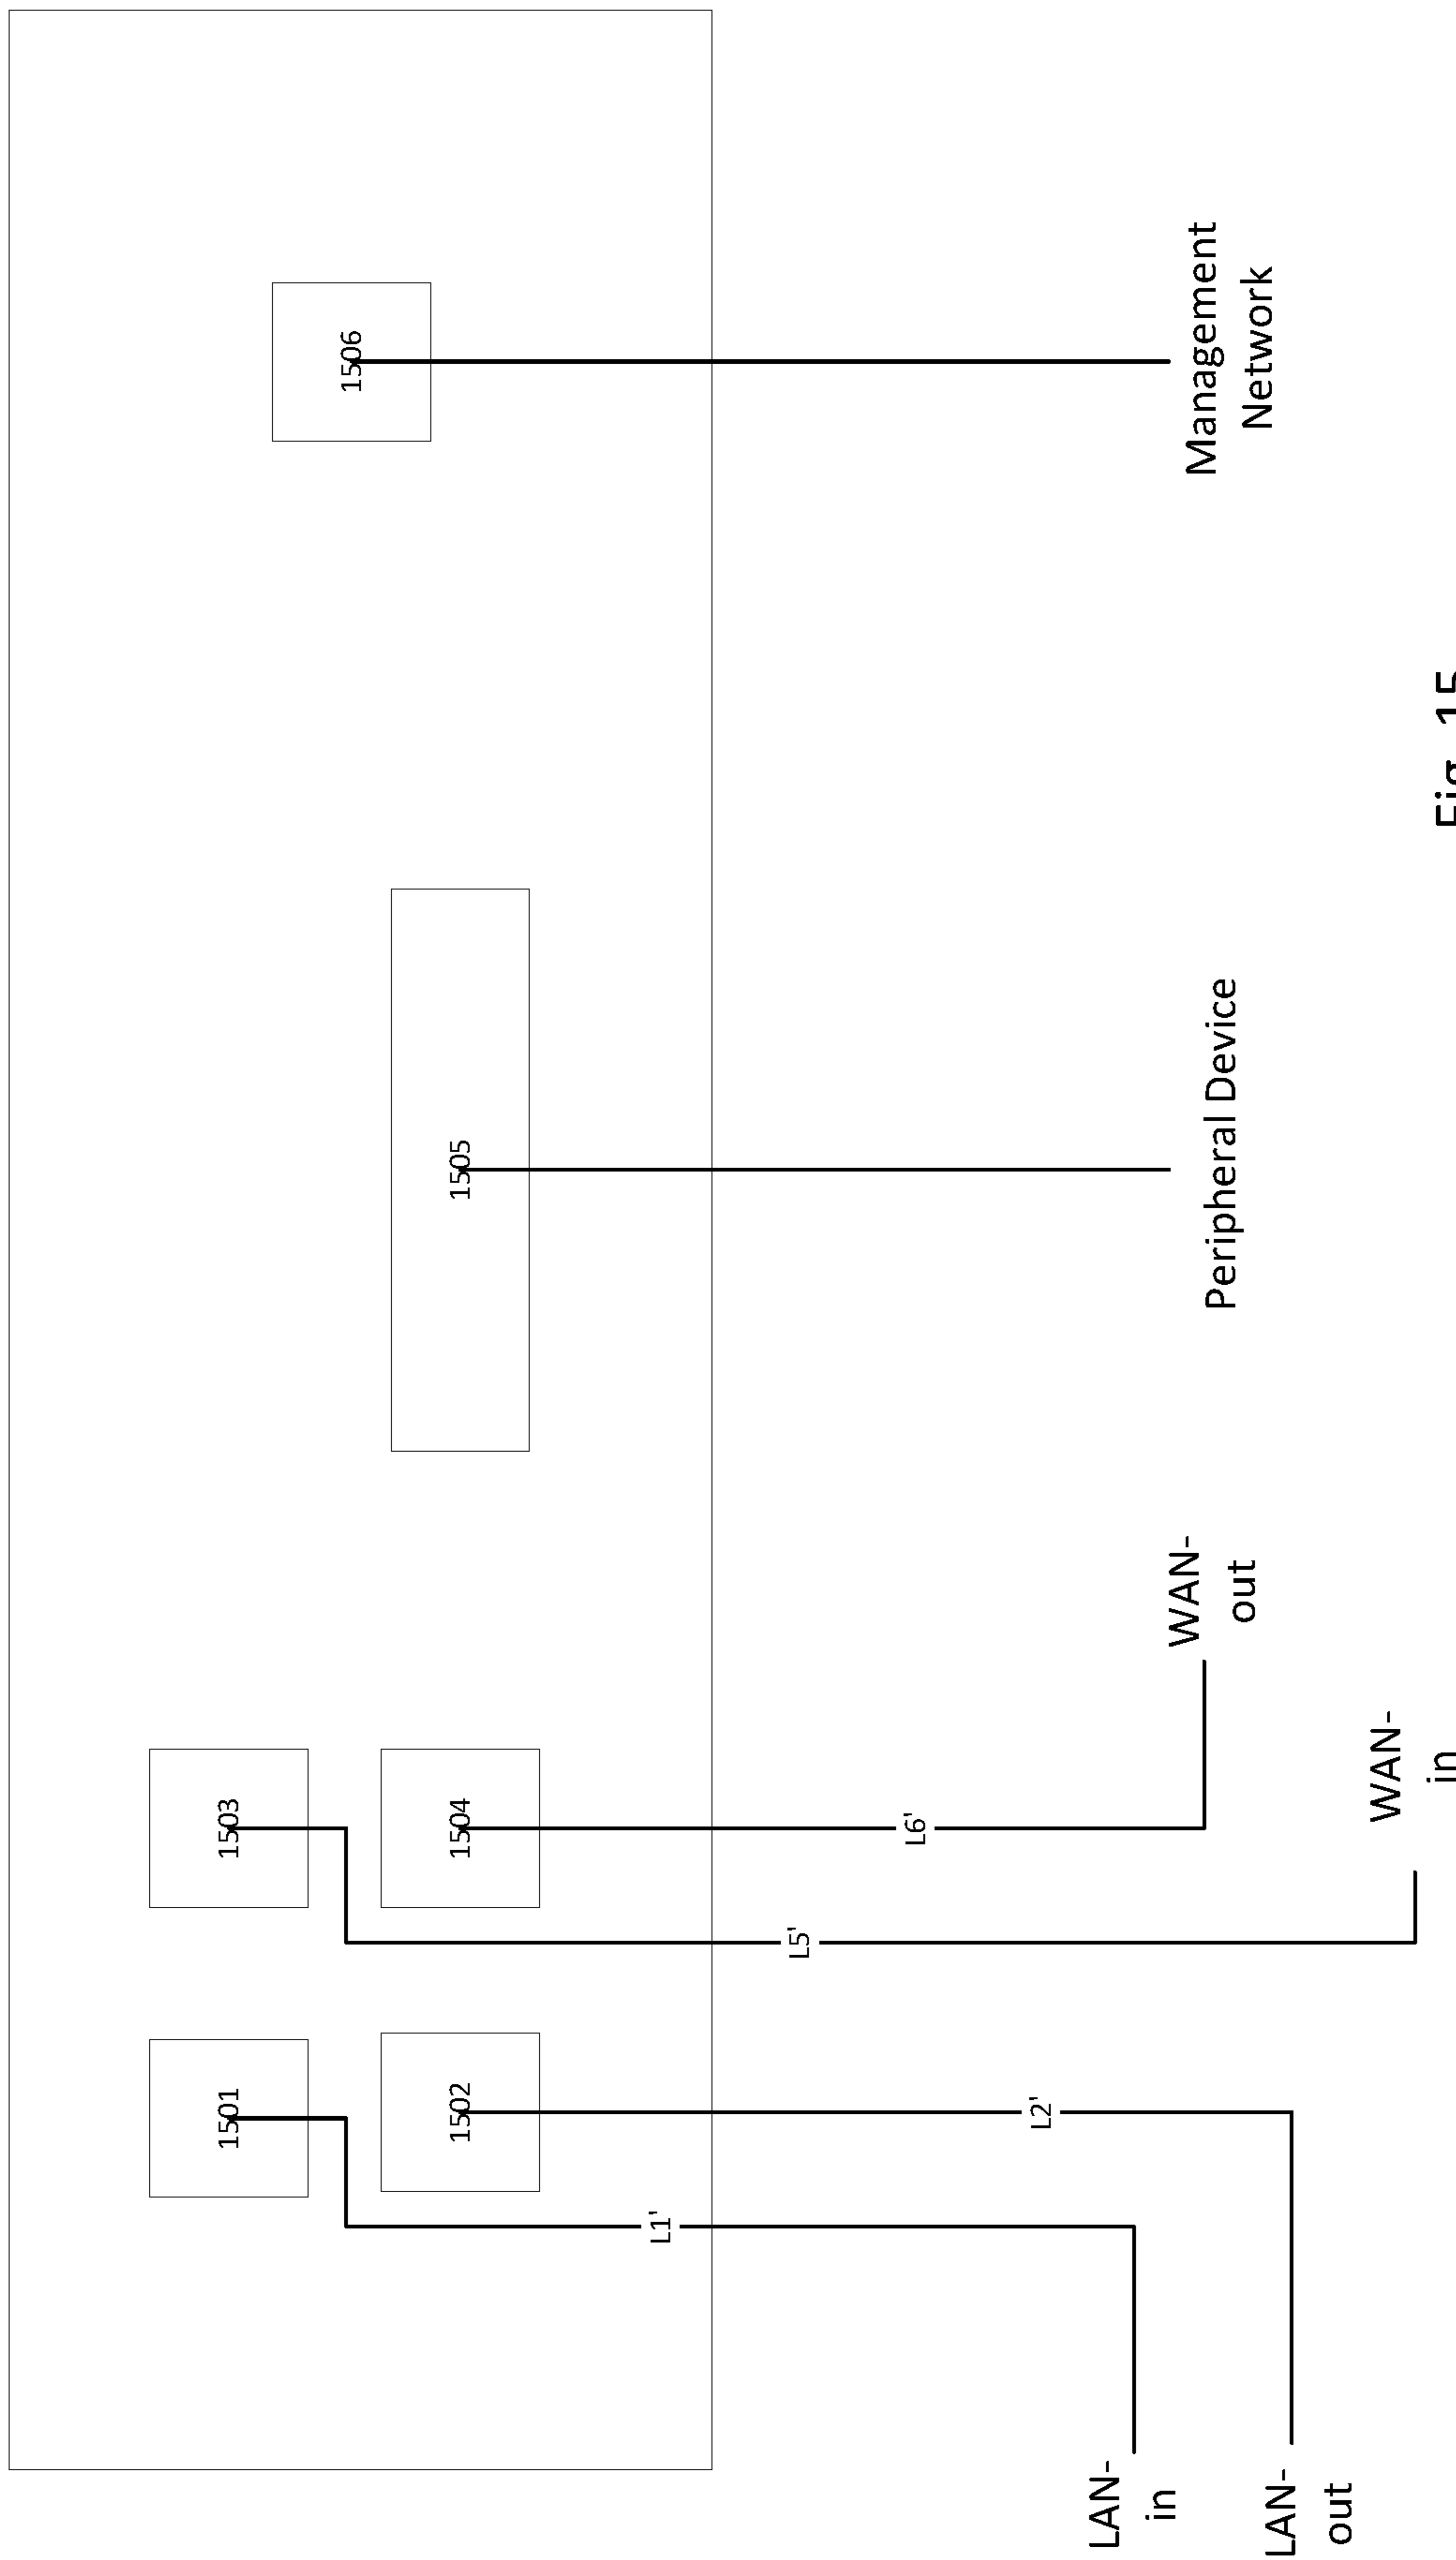 1501
1503
1502
1504
1505
1506
L1'
L5'
L6'
L2'
LAN-
in
LAN-
out
WAN-
in
WAN-
out
Peripheral Device
Management
Network
Fig. 15